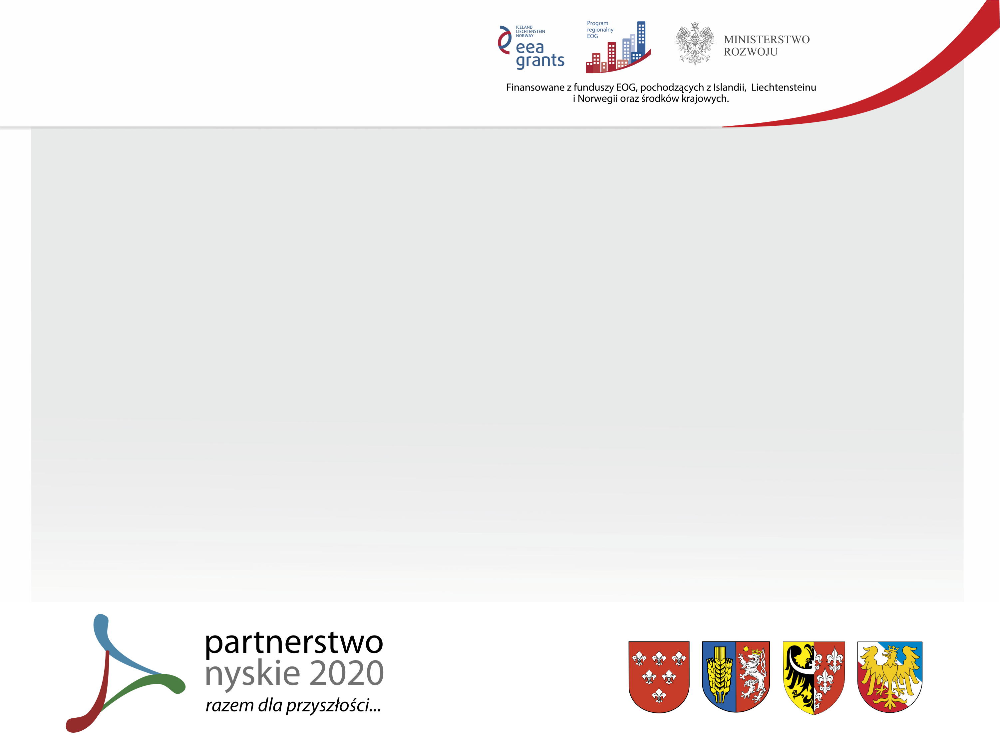 ICELAND
LIECHTENSTEIN
NORWAY
eea
grants
Program
regionalny
EOG
MINISTERSTWO
ROZWOJU
Finansowane z funduszy EOG, pochodzących z Islandii, Liechtensteinu
i Norwegii oraz środków krajowych.
partnerstwo
nyskie 2020
razem dla przyszłości...